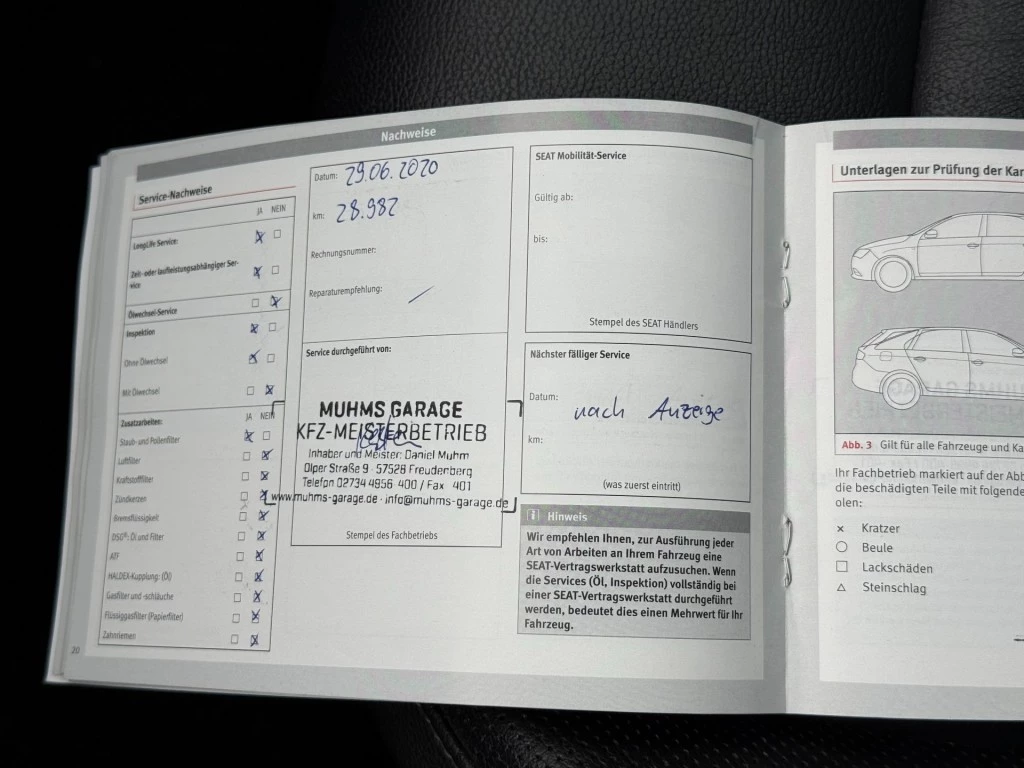 Nachweise
Service-Nachweise
JA NEIN
LongLife Service:
Zeit- oder laufleistungsabhängiger Ser-
vice
Ölwechsel-Service
Inspektion
Ohne Ölwechsel
Mit Ölwechsel
Zusatzarbeiten: JA NEIN
Staub- und Pollenfilter
Luftfilter
Kraftstofffilter
Zündkerzen
Bremsflüssigkeit
DSG®: Öl und Filter
ATF
HALDEX-Kupplung: (Öl)
Gasfilter und -schläuche
Flüssiggasfilter (Papierfilter)
Zahnriemen
20
Datum: 29.06.2020
km: 28.982
Rechnungsnummer:
Reparaturempfehlung:
Service durchgeführt von:
MUHMS GARAGE
KFZ-MEISTERBETRIEB
Inhaber und Meister: Daniel Muhm
Olper Straße 9 · 57528 Freudenberg
Telefon 02734 4956 400 / Fax 401
www.muhms-garage.de · info@muhms-garage.de
Stempel des Fachbetriebs
SEAT Mobilität-Service
Gültig ab:
bis:
Stempel des SEAT Händlers
Nächster fälliger Service
Datum: nach Anzeige
km:
(was zuerst eintritt)
i Hinweis
Wir empfehlen Ihnen, zur Ausführung jeder
Art von Arbeiten an Ihrem Fahrzeug eine
SEAT-Vertragswerkstatt aufzusuchen. Wenn
die Services (Öl, Inspektion) vollständig bei
einer SEAT-Vertragswerkstatt durchgeführt
werden, bedeutet dies einen Mehrwert für Ihr
Fahrzeug.
Unterlagen zur Prüfung der Kar
Abb. 3 Gilt für alle Fahrzeuge und Ka
Ihr Fachbetrieb markiert auf der Abb
die beschädigten Teile mit folgende
olen:
× Kratzer
○ Beule
□ Lackschäden
△ Steinschlag